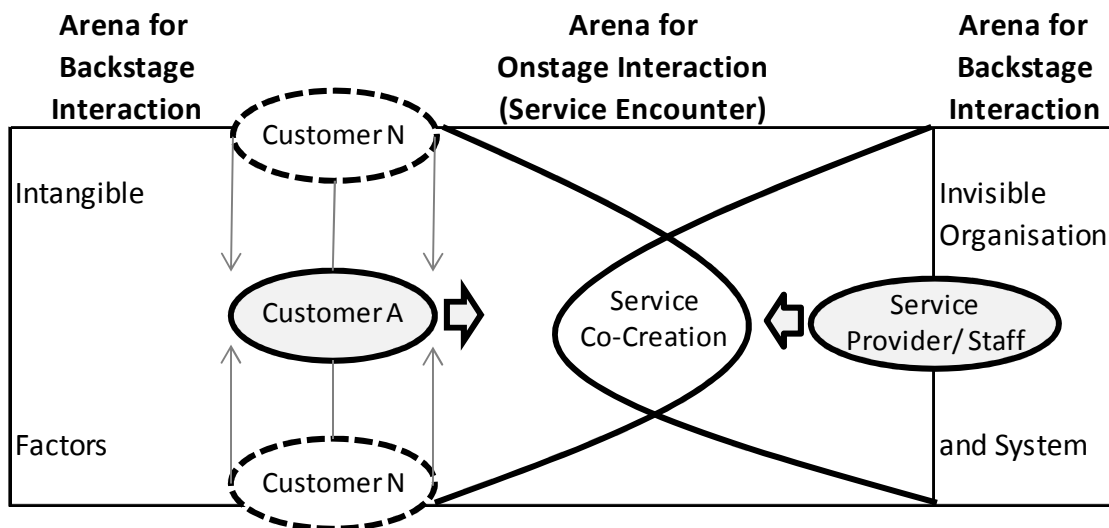 Arena for
Backstage
Interaction
Arena for
Onstage Interaction
(Service Encounter)
Arena for
Backstage
Interaction
Customer N
Intangible
Invisible
Organisation
Customer A
Service
Co-Creation
Service
Provider/ Staff
Factors
and System
Customer N